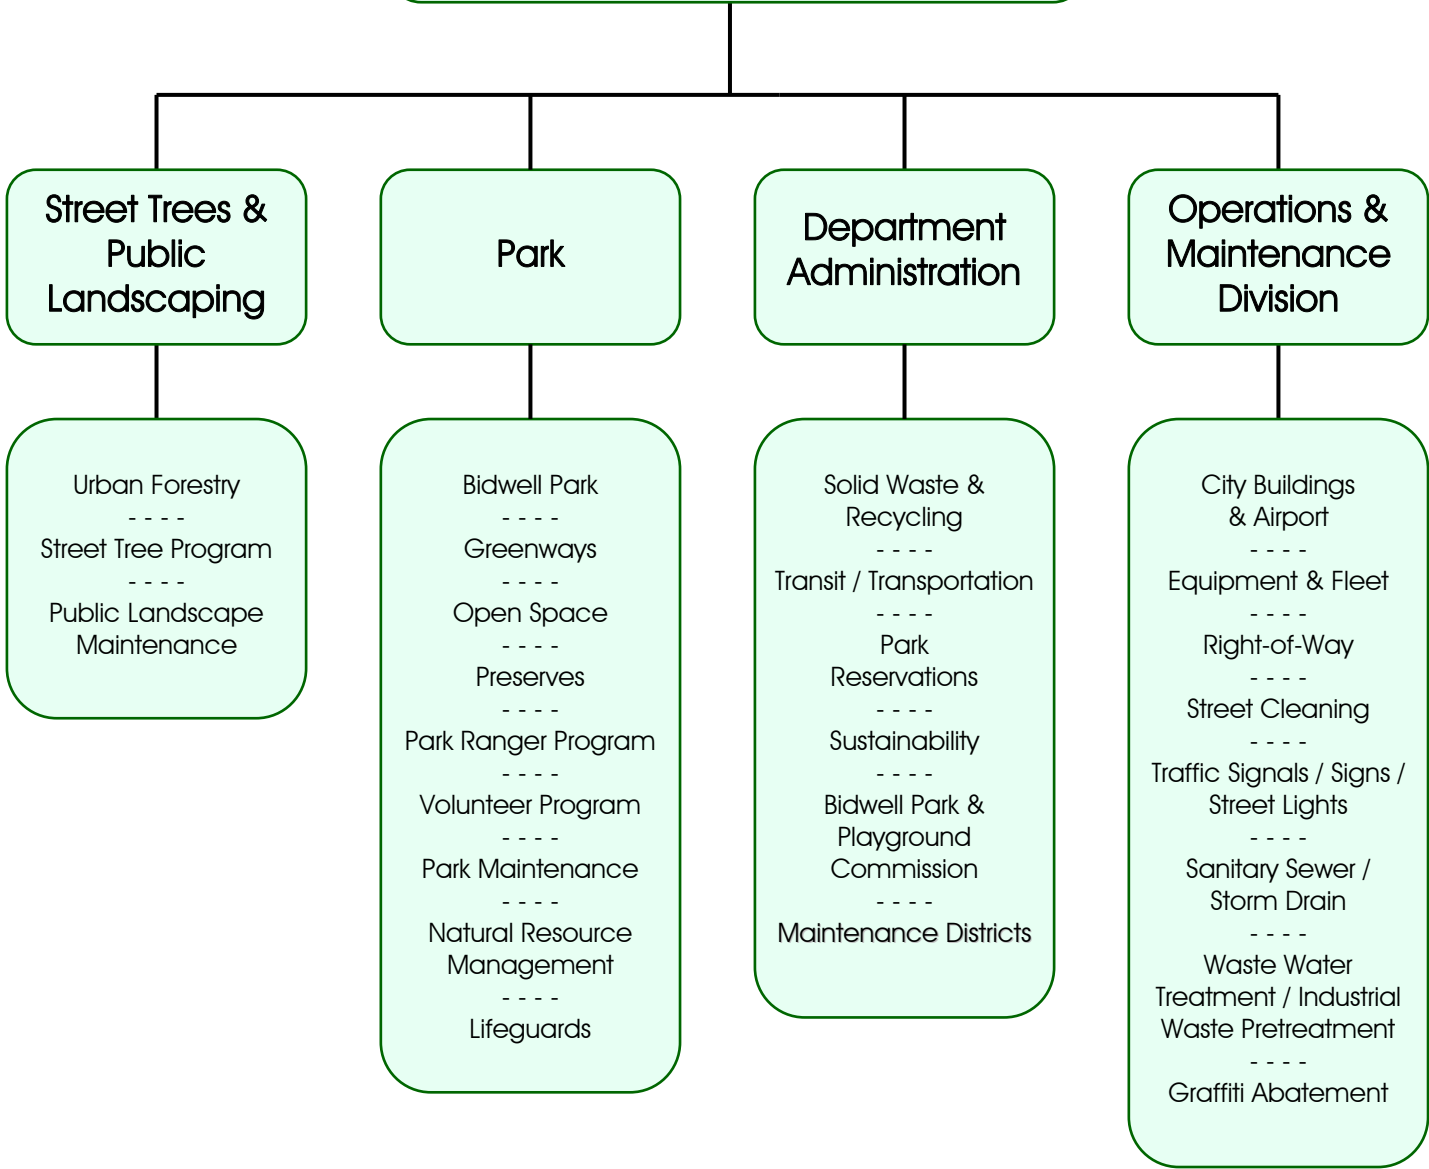 Street Trees &
Public
Landscaping
Park
Department
Administration
Operations &
Maintenance
Division
Urban Forestry
- - - -
Street Tree Program
- - - -
Public Landscape
Maintenance
Bidwell Park
- - - -
Greenways
- - - -
Open Space
- - - -
Preserves
- - - -
Park Ranger Program
- - - -
Volunteer Program
- - - -
Park Maintenance
- - - -
Natural Resource
Management
- - - -
Lifeguards
Solid Waste &
Recycling
- - - -
Transit / Transportation
- - - -
Park
Reservations
- - - -
Sustainability
- - - -
Bidwell Park &
Playground
Commission
- - - -
Maintenance Districts
City Buildings
& Airport
- - - -
Equipment & Fleet
- - - -
Right-of-Way
- - - -
Street Cleaning
- - - -
Traffic Signals / Signs /
Street Lights
- - - -
Sanitary Sewer /
Storm Drain
- - - -
Waste Water
Treatment / Industrial
Waste Pretreatment
- - - -
Graffiti Abatement